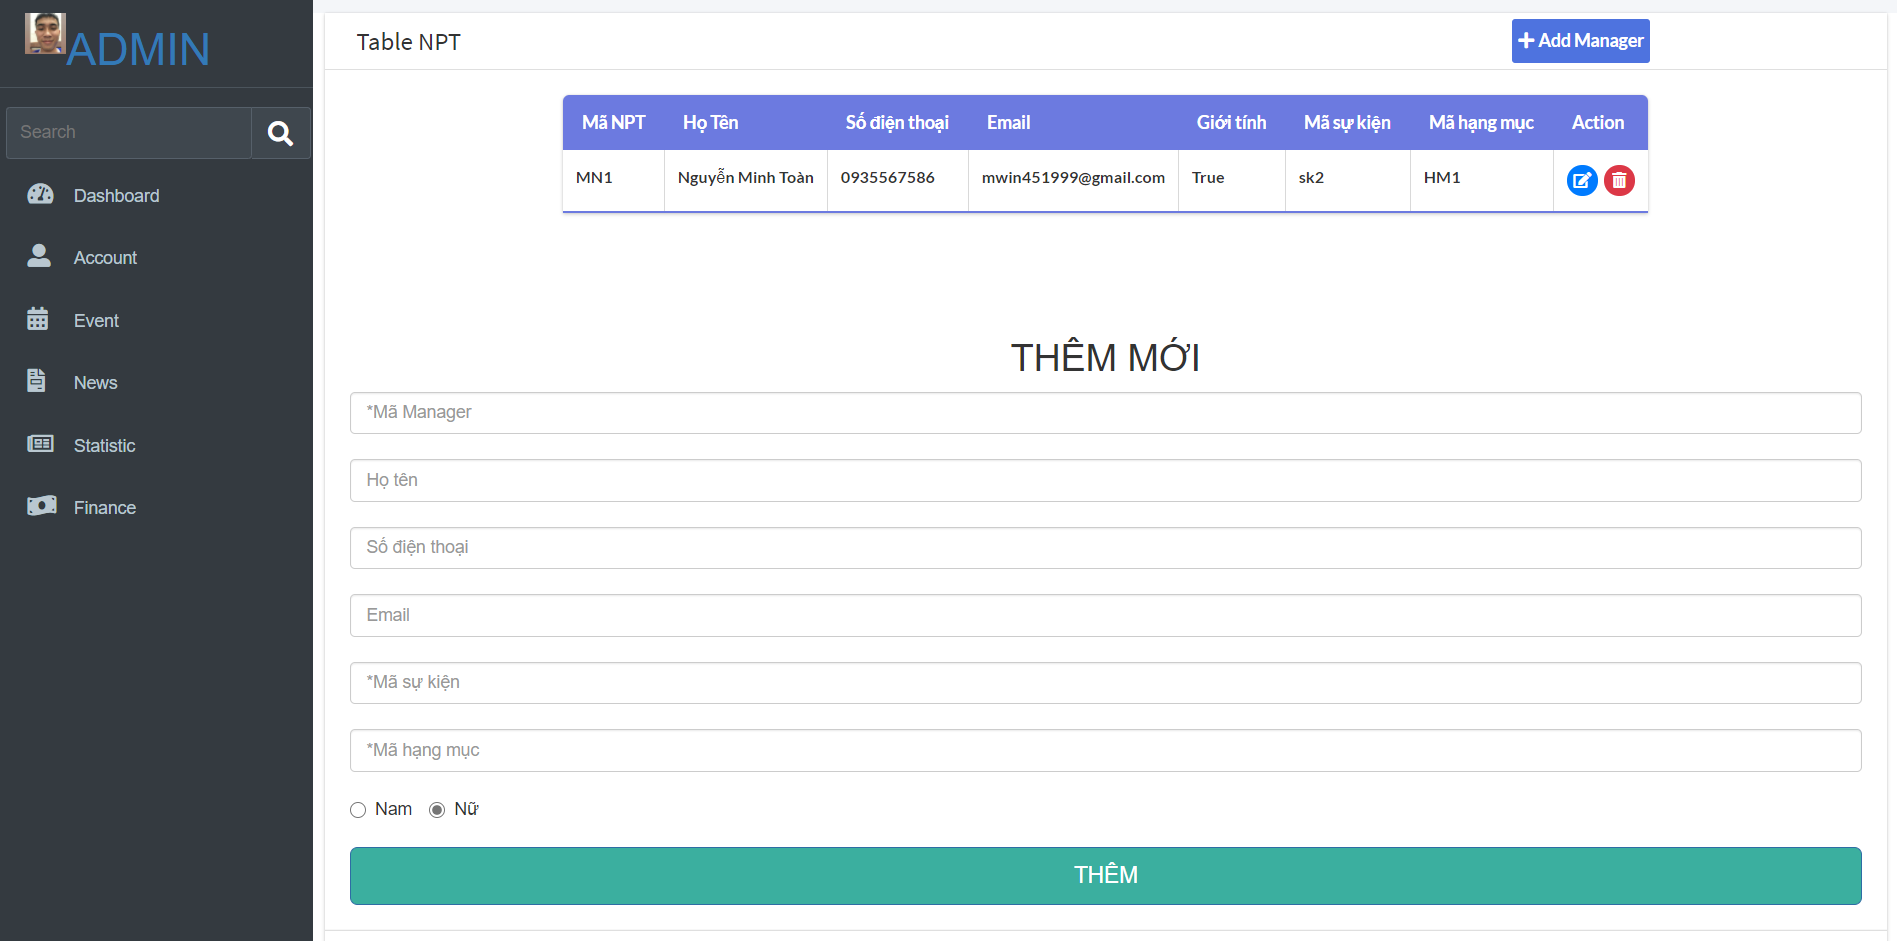 ADMIN
Search
Dashboard
Account
Event
News
Statistic
Finance
Table NPT
Add Manager
Mã NPT Họ Tên Số điện thoại Email Giới tính Mã sự kiện Mã hạng mục Action
MN1 Nguyễn Minh Toàn 0935567586 mwin451999@gmail.com True sk2 HM1
THÊM MỚI
*Mã Manager
Họ tên
Số điện thoại
Email
*Mã sự kiện
*Mã hạng mục
Nam Nữ
THÊM